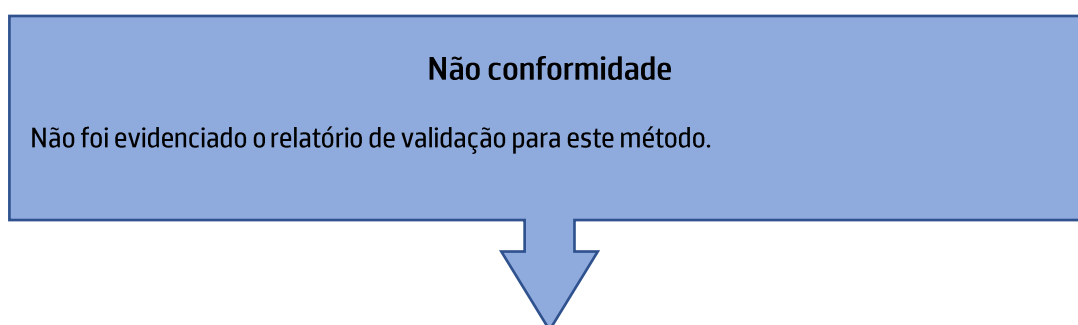 Não conformidade
Não foi evidenciado o relatório de validação para este método.